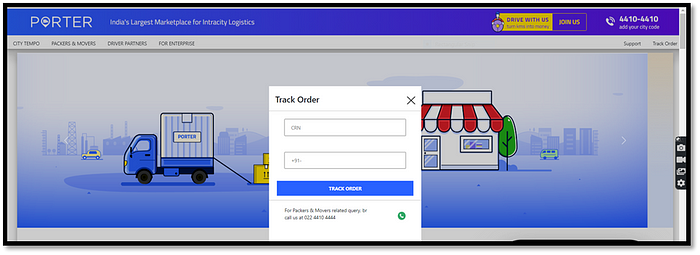 PORTER
India's Largest Marketplace for Intracity Logistics
DRIVE WITH US
turn tems into money
JOIN US
4410-4410
add your city code
CITY TEMPO
PACKERS & MOVERS
DRIVER PARTNERS
FOR ENTERPRISE
Support
Track Order
Track Order
CRN
+91-
TRACK ORDER
For Packers & Movers related query, br
call us at 022 4410 4444
PORTER